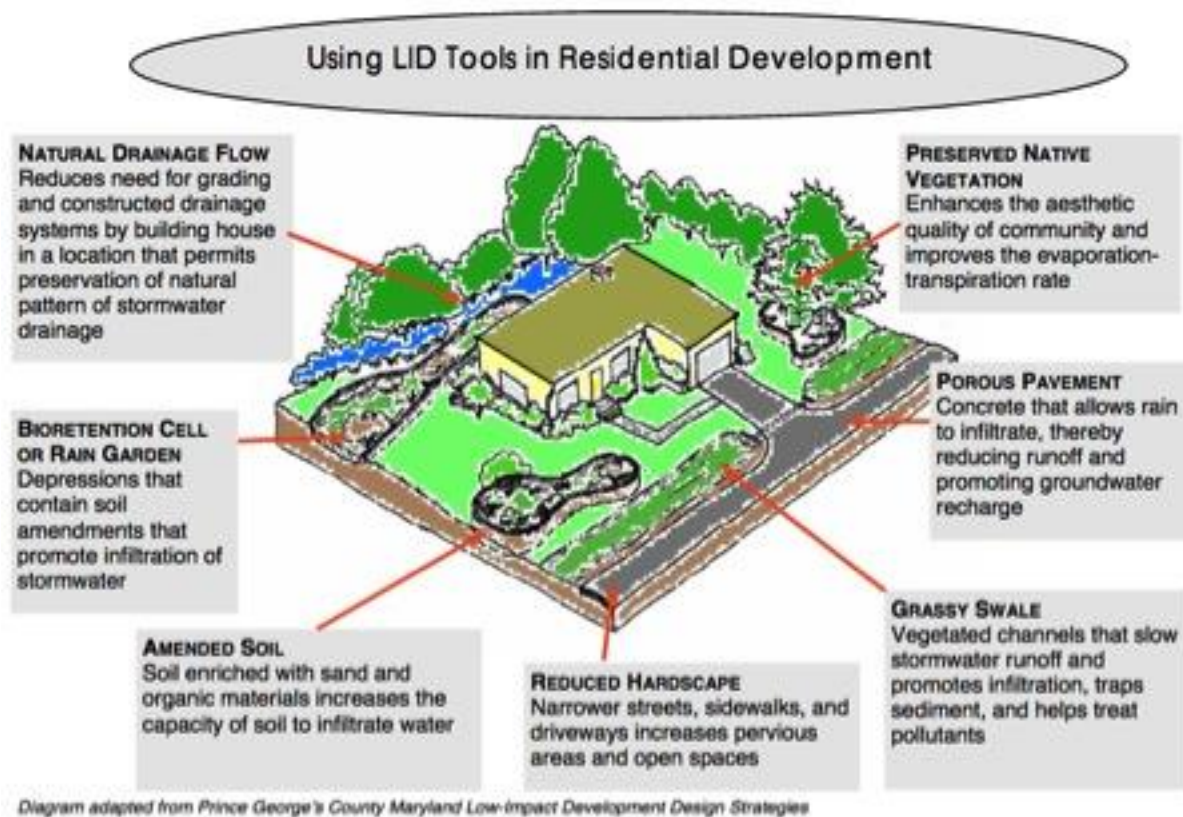 Using LID Tools in Residential Development
NATURAL DRAINAGE FLOW
Reduces need for grading
and constructed drainage
systems by building house
in a location that permits
preservation of natural
pattern of stormwater
drainage
PRESERVED NATIVE
VEGETATION
Enhances the aesthetic
quality of community and
improves the evaporation-
transpiration rate
BIORETENTION CELL
OR RAIN GARDEN
Depressions that
contain soil
amendments that
promote infiltration of
stormwater
POROUS PAVEMENT
Concrete that allows rain
to infiltrate, thereby
reducing runoff and
promoting groundwater
recharge
AMENDED SOIL
Soil enriched with sand and
organic materials increases the
capacity of soil to infiltrate water
REDUCED HARDSCAPE
Narrower streets, sidewalks, and
driveways increases pervious
areas and open spaces
GRASSY SWALE
Vegetated channels that slow
stormwater runoff and
promotes infiltration, traps
sediment, and helps treat
pollutants
Diagram adapted from Prince George's County Maryland Low-Impact Development Design Strategies